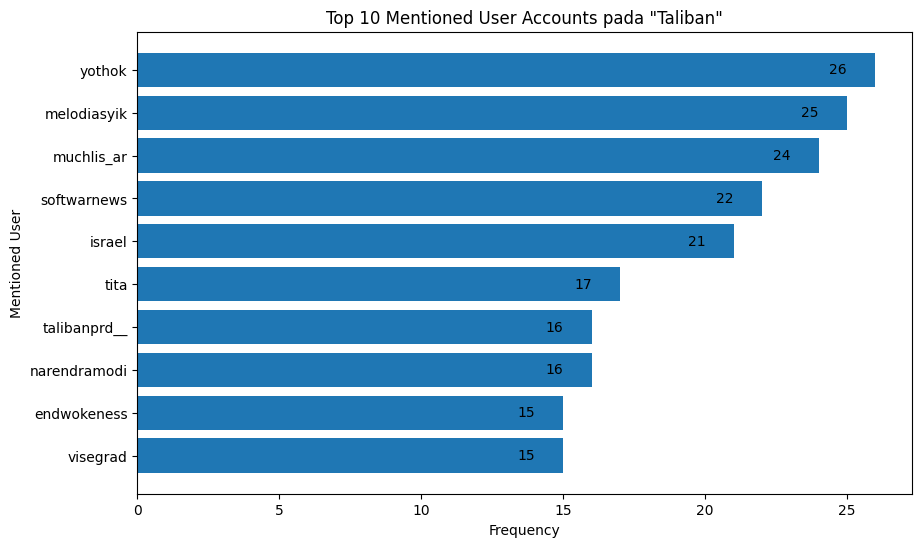 Top 10 Mentioned User Accounts pada "Taliban"
Mentioned User
yothok 26
melodiasyik 25
muchlis_ar 24
softwarnews 22
israel 21
tita 17
talibanprd__ 16
narendramodi 16
endwokeness 15
visegrad 15
0 5 10 15 20 25
Frequency